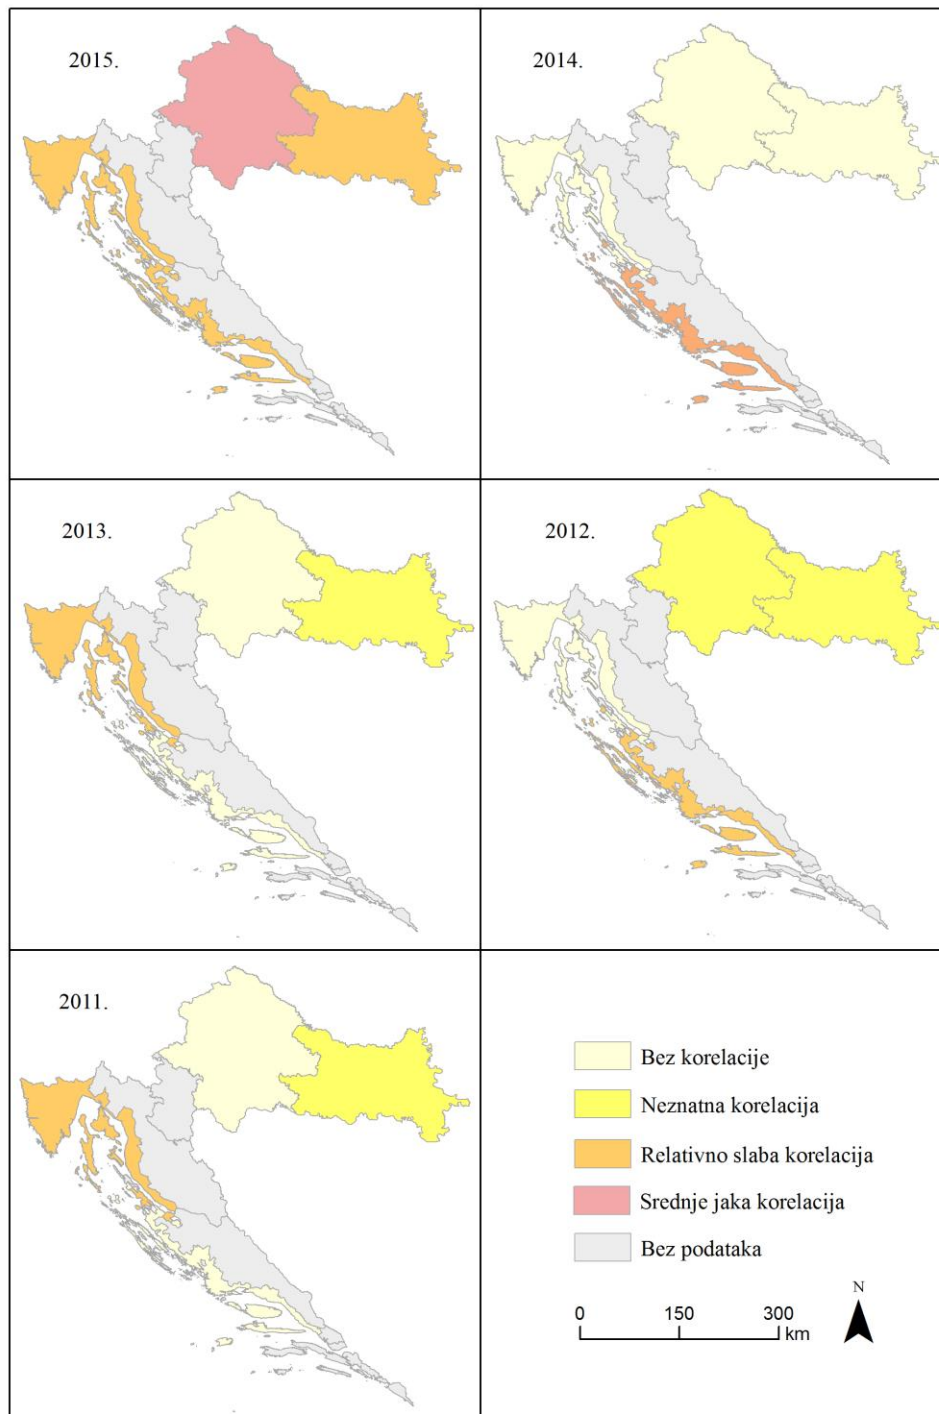 2015.
2014.
2013.
2012.
2011.
Bez korelacije
Neznatna korelacija
Relativno slaba korelacija
Srednje jaka korelacija
Bez podataka
N
0 150 300
km